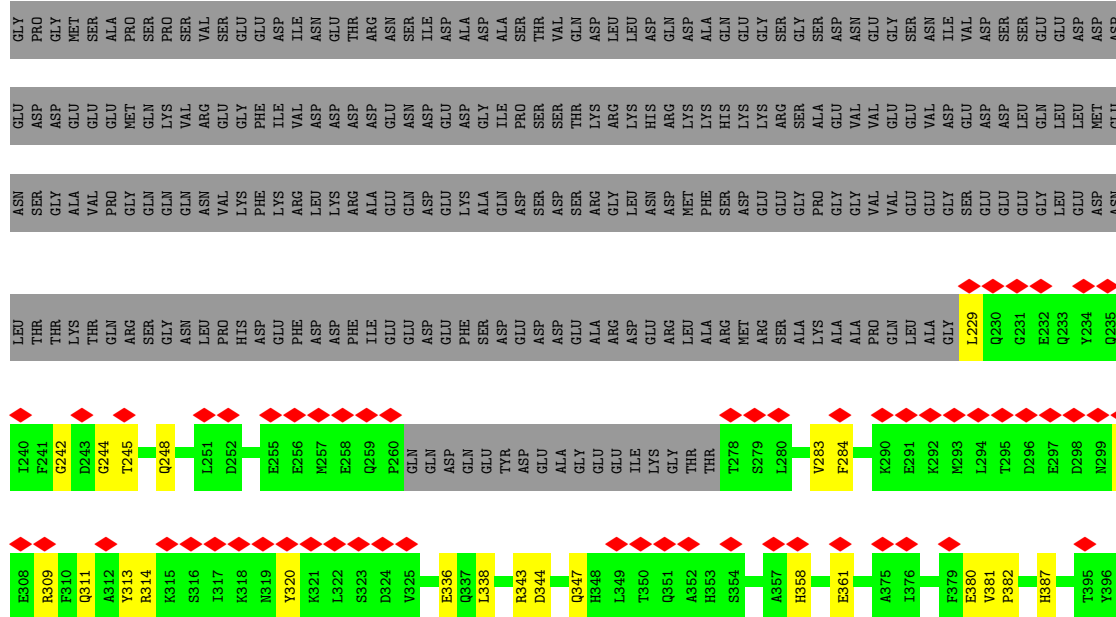 GLY PRO GLY MET SER ALA PRO SER PRO SER VAL SER GLU GLU ASP ILE ASN GLU THR ARG ASN SER ILE ASP ALA ALA SER THR VAL GLN ASP LEU LEU ASP GLN ASP ALA GLN GLU GLY SER GLY SER ASP ASN GLU GLY SER ASN ILE VAL ASP SER SER GLU GLU ASP ASP ASP
GLU ASP ASP GLU GLU GLU MET GLN LYS VAL ARG GLU GLY PHE ILE VAL ASP ASP ASP ASP GLU ASN ASP GLU ASP GLY ILE PRO SER SER THR LYS ARG LYS HIS ARG LYS LYS HIS LYS LYS ARG SER ALA GLU VAL VAL GLU GLU VAL ASP GLU ASP ASP LEU GLN LEU LEU MET GLU
ASN SER GLY ALA VAL PRO GLY GLN GLN GLN ASN VAL LYS PHE LYS ARG LEU LYS ARG ALA GLU GLN ASP GLU LYS ALA GLN ASP SER ASP SER ARG GLY LEU ASN ASP MET PHE SER ASP GLU GLU GLY PRO GLY VAL VAL GLU GLU GLY SER GLU GLU GLU GLY LEU GLU ASP ASN
LEU THR THR LYS THR GLN ARG SER GLY ASN LEU PRO HIS ASP GLU PHE ASP ASP PHE ILE GLU GLU ASP GLU PHE SER ASP GLU ASP ASP GLU ALA ARG ASP GLU ARG LEU ALA ARG MET ARG SER ALA LYS ALA ALA PRO GLN LEU ALA GLY L229 Q230 G231 E232 Q233 Y234 Q235
I240 F241 G242 D243 G244 T245 Q248 L251 D252 E255 E256 M257 E258 Q259 P260 GLN GLN ASP GLN GLU TYR ASP GLU ALA GLY GLU GLU ILE LYS GLY THR THR T278 S279 L280 V283 F284 K290 E291 K292 M293 L294 T295 D296 E297 D298 N299
E308 R309 F310 Q311 A312 Y313 R314 K315 S316 I317 K318 N319 Y320 K321 L322 S323 D324 V325 E336 Q337 L338 R343 D344 Q347 H348 L349 T350 Q351 A352 H353 S354 A357 H358 E361 A375 I376 F379 E380 V381 P382 H387 T395 Y396